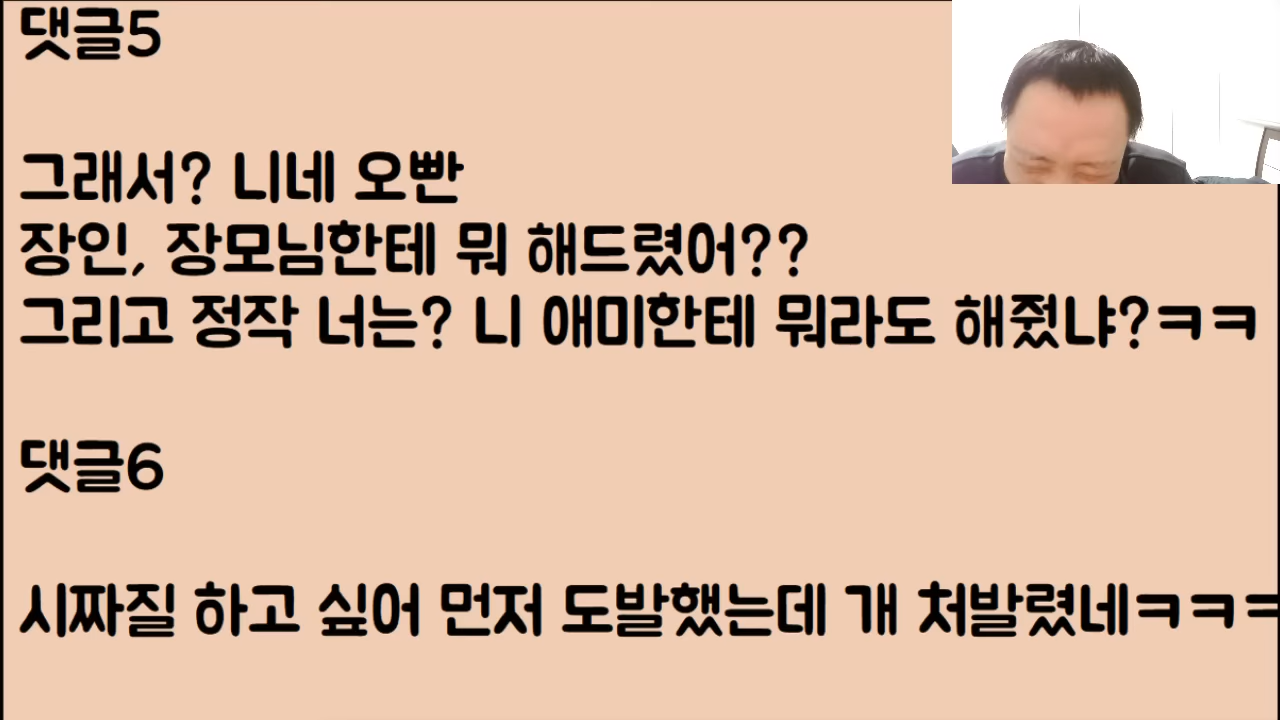 댓글5
그래서? 니네 오빤
장인, 장모님한테 뭐 해드렸어??
그리고 정작 너는? 니 애미한테 뭐라도 해줬냐?ㅋㅋ
댓글6
시짜질 하고 싶어 먼저 도발했는데 개 처발렸네ㅋㅋㅋ